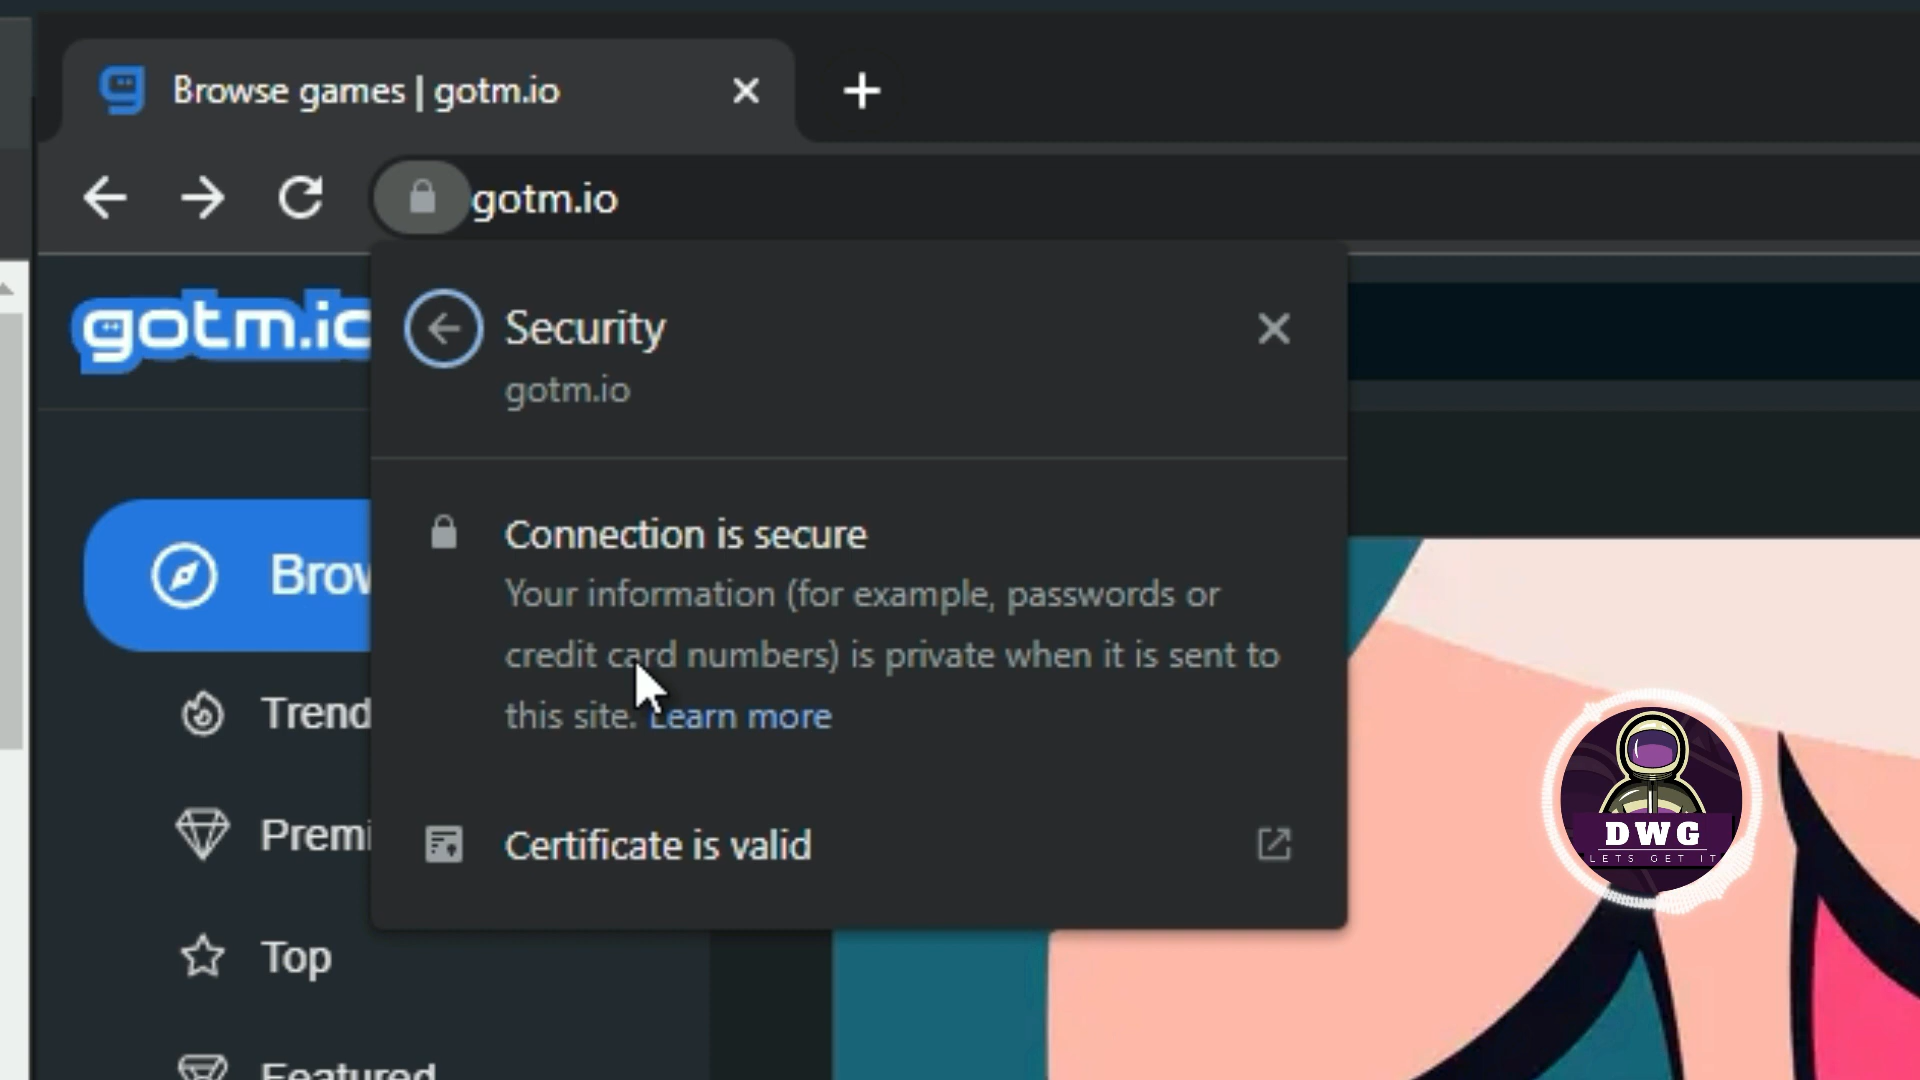 Browse games | gotm.io
gotm.io
gotm.io
Security
gotm.io
Connection is secure
Your information (for example, passwords or
credit card numbers) is private when it is sent to
this site. Learn more
Certificate is valid
Brow
Trend
Premi
Top
Featured
DWG
LETS GET IT